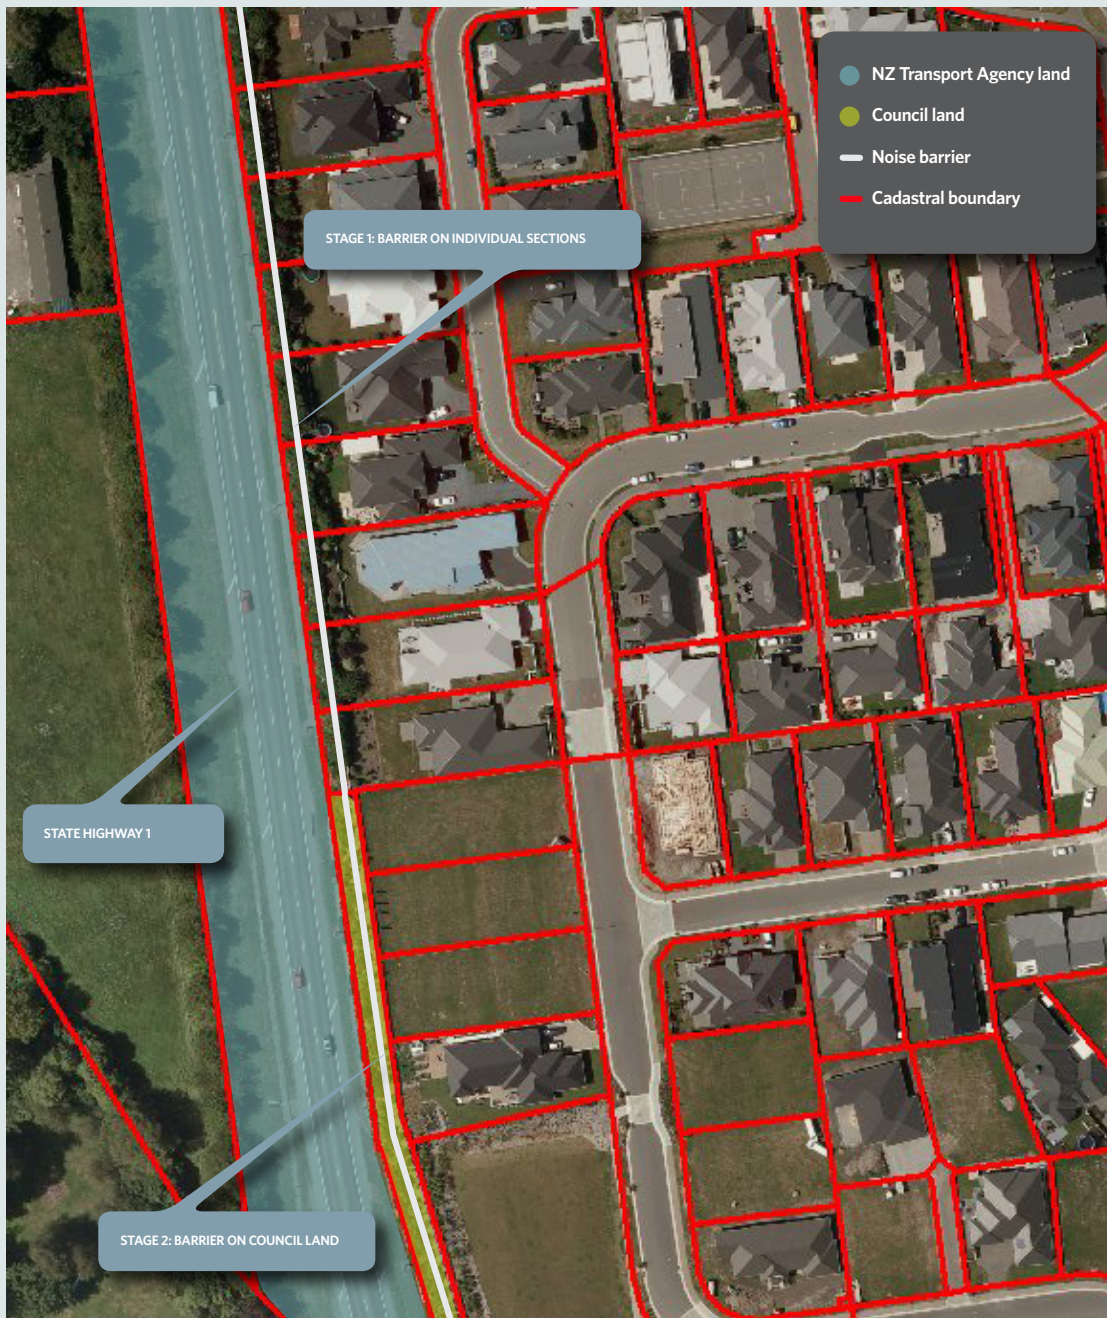 NZ Transport Agency land
Council land
Noise barrier
Cadastral boundary
STAGE 1: BARRIER ON INDIVIDUAL SECTIONS
STATE HIGHWAY 1
STAGE 2: BARRIER ON COUNCIL LAND